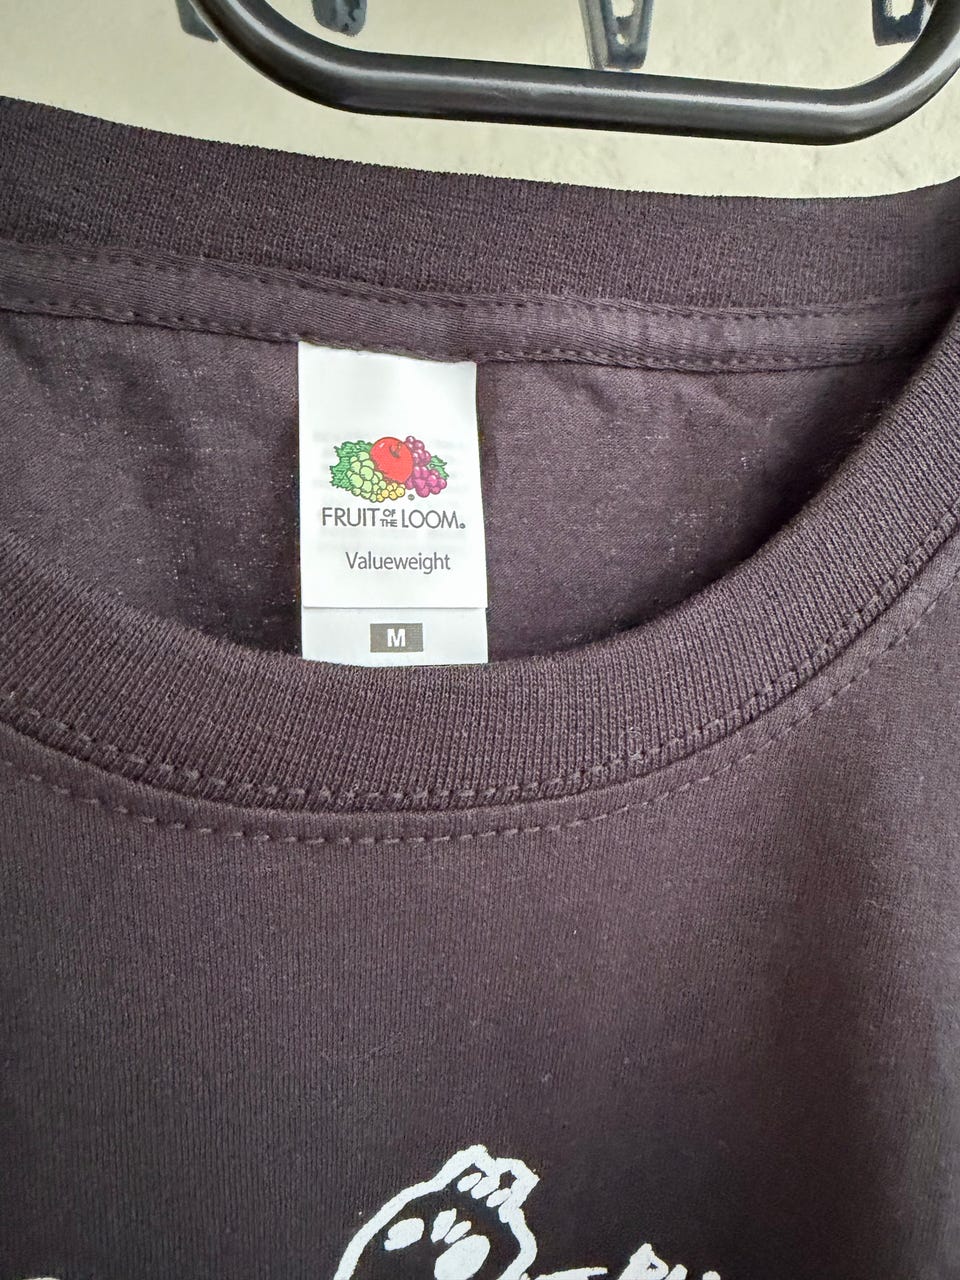 FRUIT OF THE LOOM®
Valueweight
M